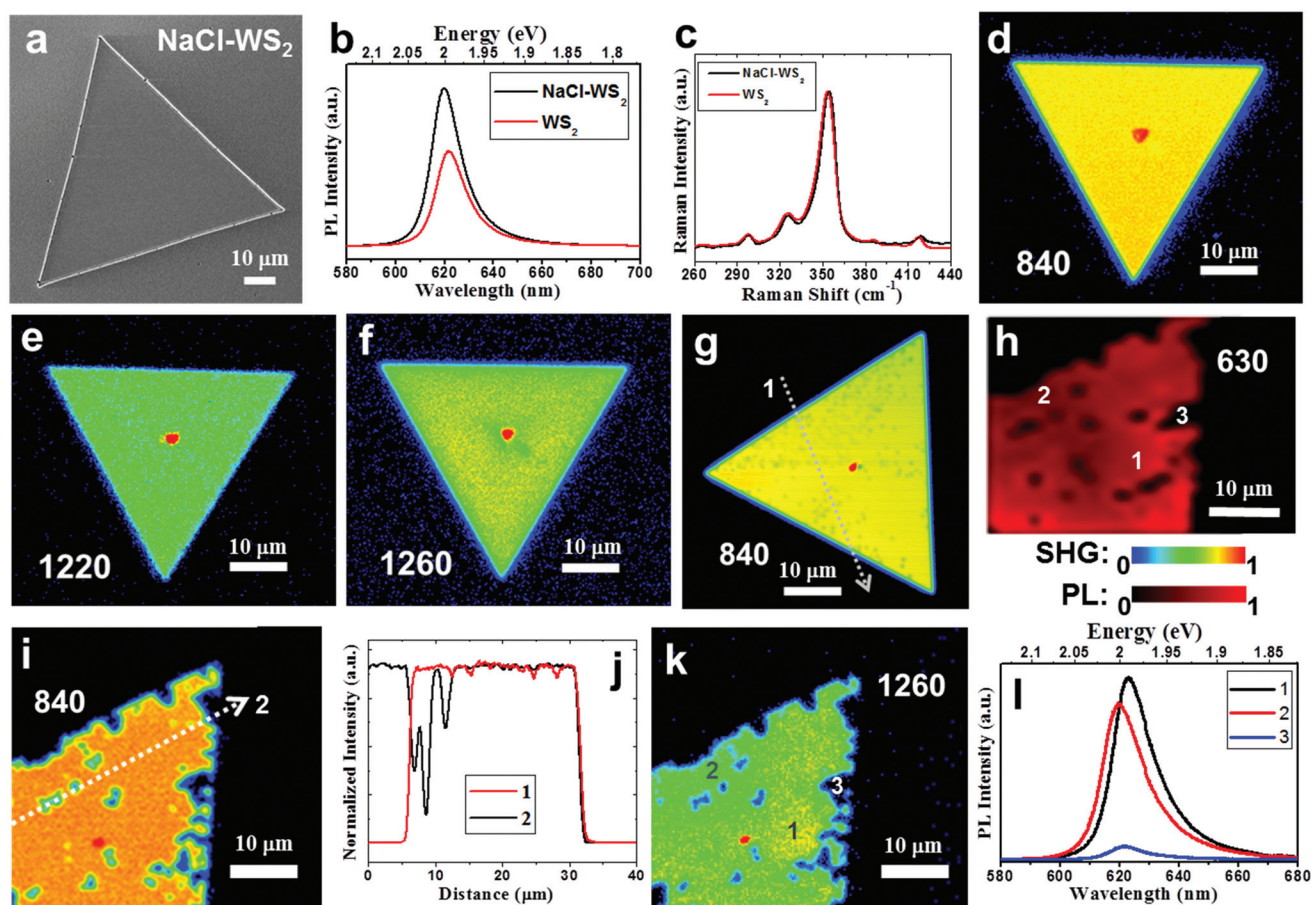 a
NaCl-WS2
10 μm
b
Energy (eV)
2.1 2.05 2 1.95 1.9 1.85 1.8
NaCl-WS2
WS2
PL Intensity (a.u.)
580 600 620 640 660 680 700
Wavelength (nm)
c
NaCl-WS2
WS2
Raman Intensity (a.u.)
260 290 320 350 380 410 440
Raman Shift (cm-1)
d
840
10 μm
e
1220
10 μm
f
1260
10 μm
g
1
840
10 μm
h
630
2
3
1
10 μm
SHG: 0 1
PL: 0 1
i
840
2
10 μm
j
Normalized Intensity (a.u.)
1
2
0 10 20 30 40
Distance (μm)
k
1260
2
3
1
10 μm
Energy (eV)
2.1 2.05 2 1.95 1.9 1.85
l
1
2
3
PL Intensity (a.u.)
580 600 620 640 660 680
Wavelength (nm)